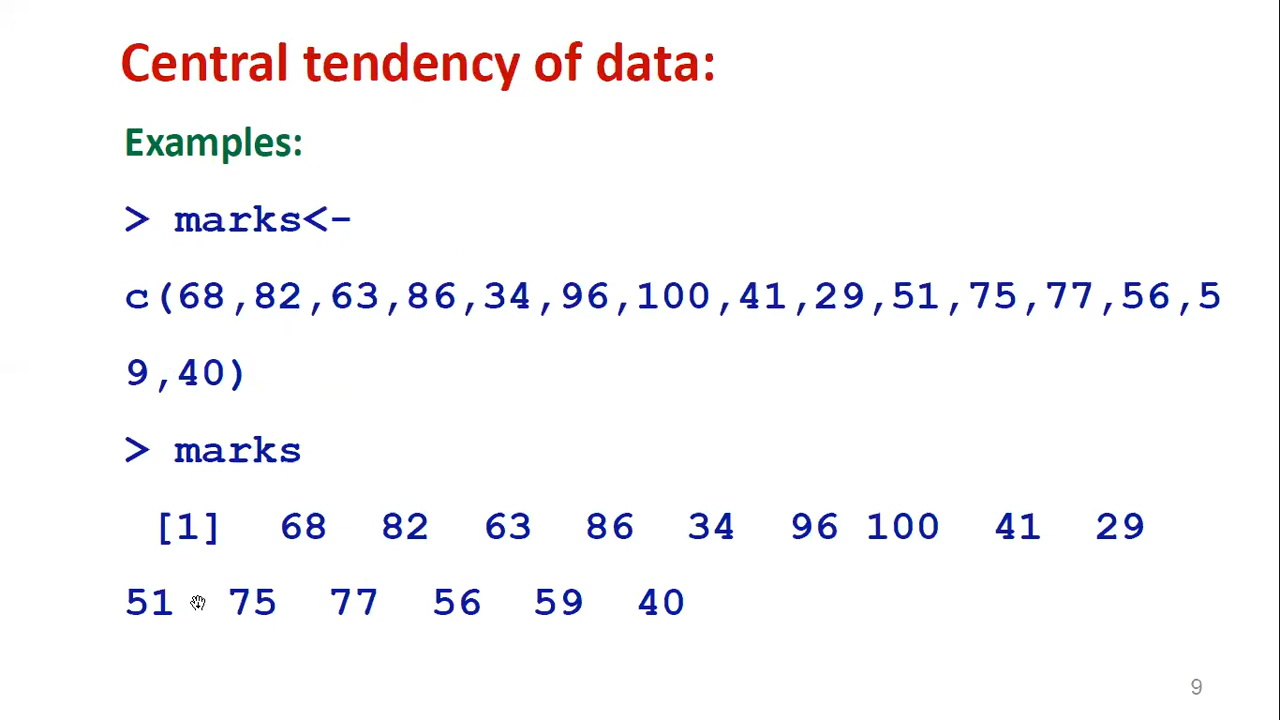 Central tendency of data:
Examples:
> marks<-
c(68,82,63,86,34,96,100,41,29,51,75,77,56,5
9,40)
> marks
[1] 68 82 63 86 34 96 100 41 29
51 75 77 56 59 40
9